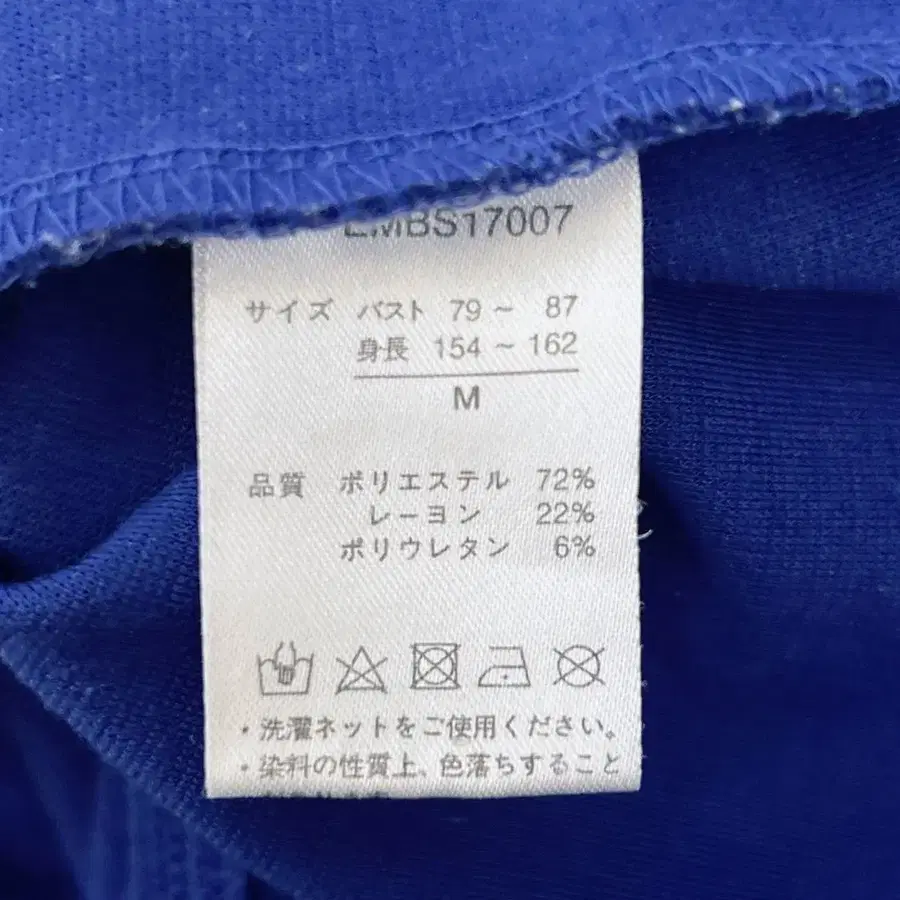 EMBS17007
サイズ バスト 79～ 87
身長 154～162
M
品質 ポリエステル 72%
レーヨン 22%
ポリウレタン 6%
・洗濯ネットをご使用ください。
・染料の性質上、色落ちすること